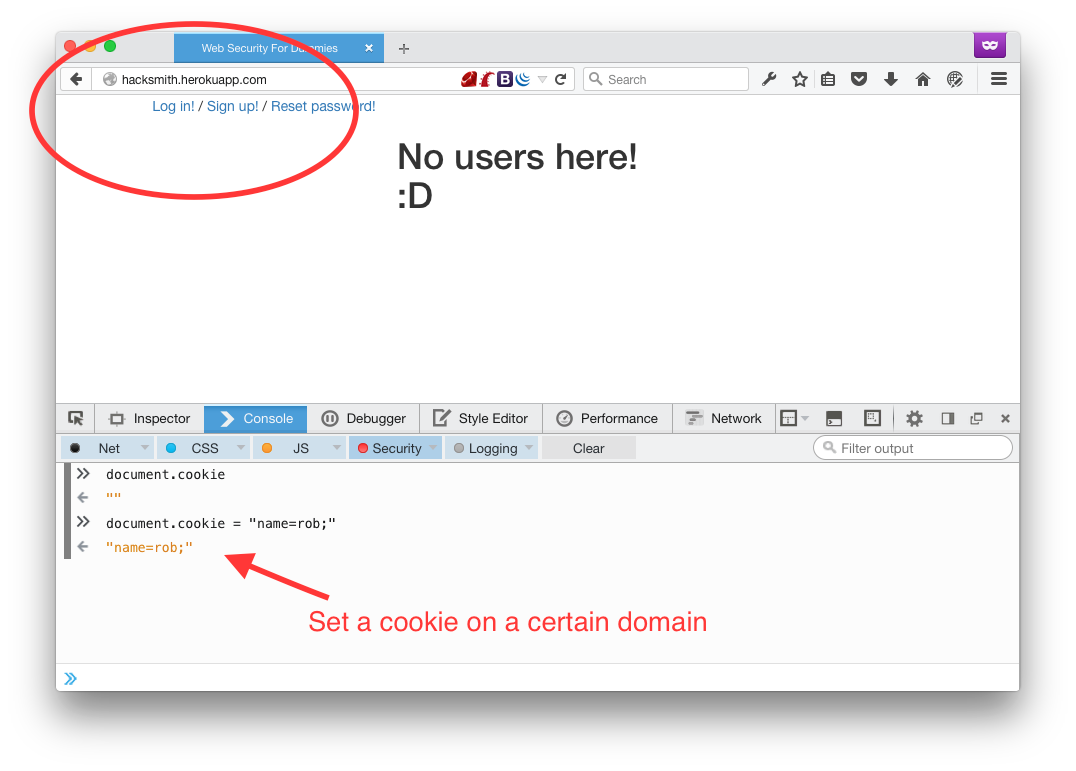 Web Security For Dummies
hacksmith.herokuapp.com
B
Search
Log in! / Sign up! / Reset password!
No users here!
:D
Inspector Console Debugger Style Editor Performance Network
Net CSS JS Security Logging Clear Filter output
document.cookie
""
document.cookie = "name=rob;"
"name=rob;"
Set a cookie on a certain domain